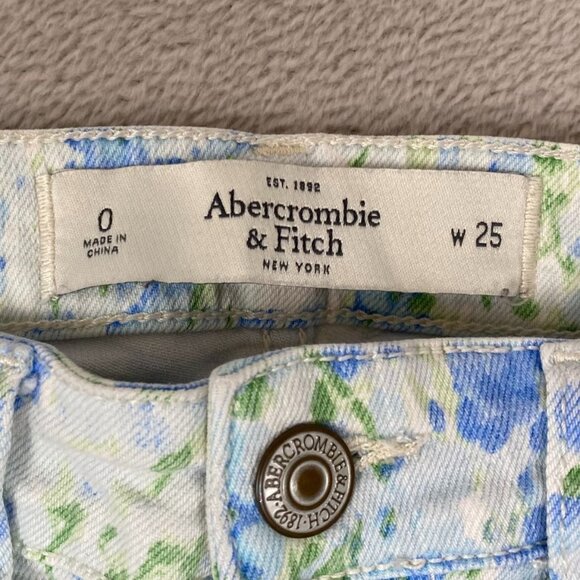 EST. 1892
Abercrombie
& Fitch
NEW YORK
0
MADE IN
CHINA
W 25
ABERCROMBIE & FITCH
·1892·